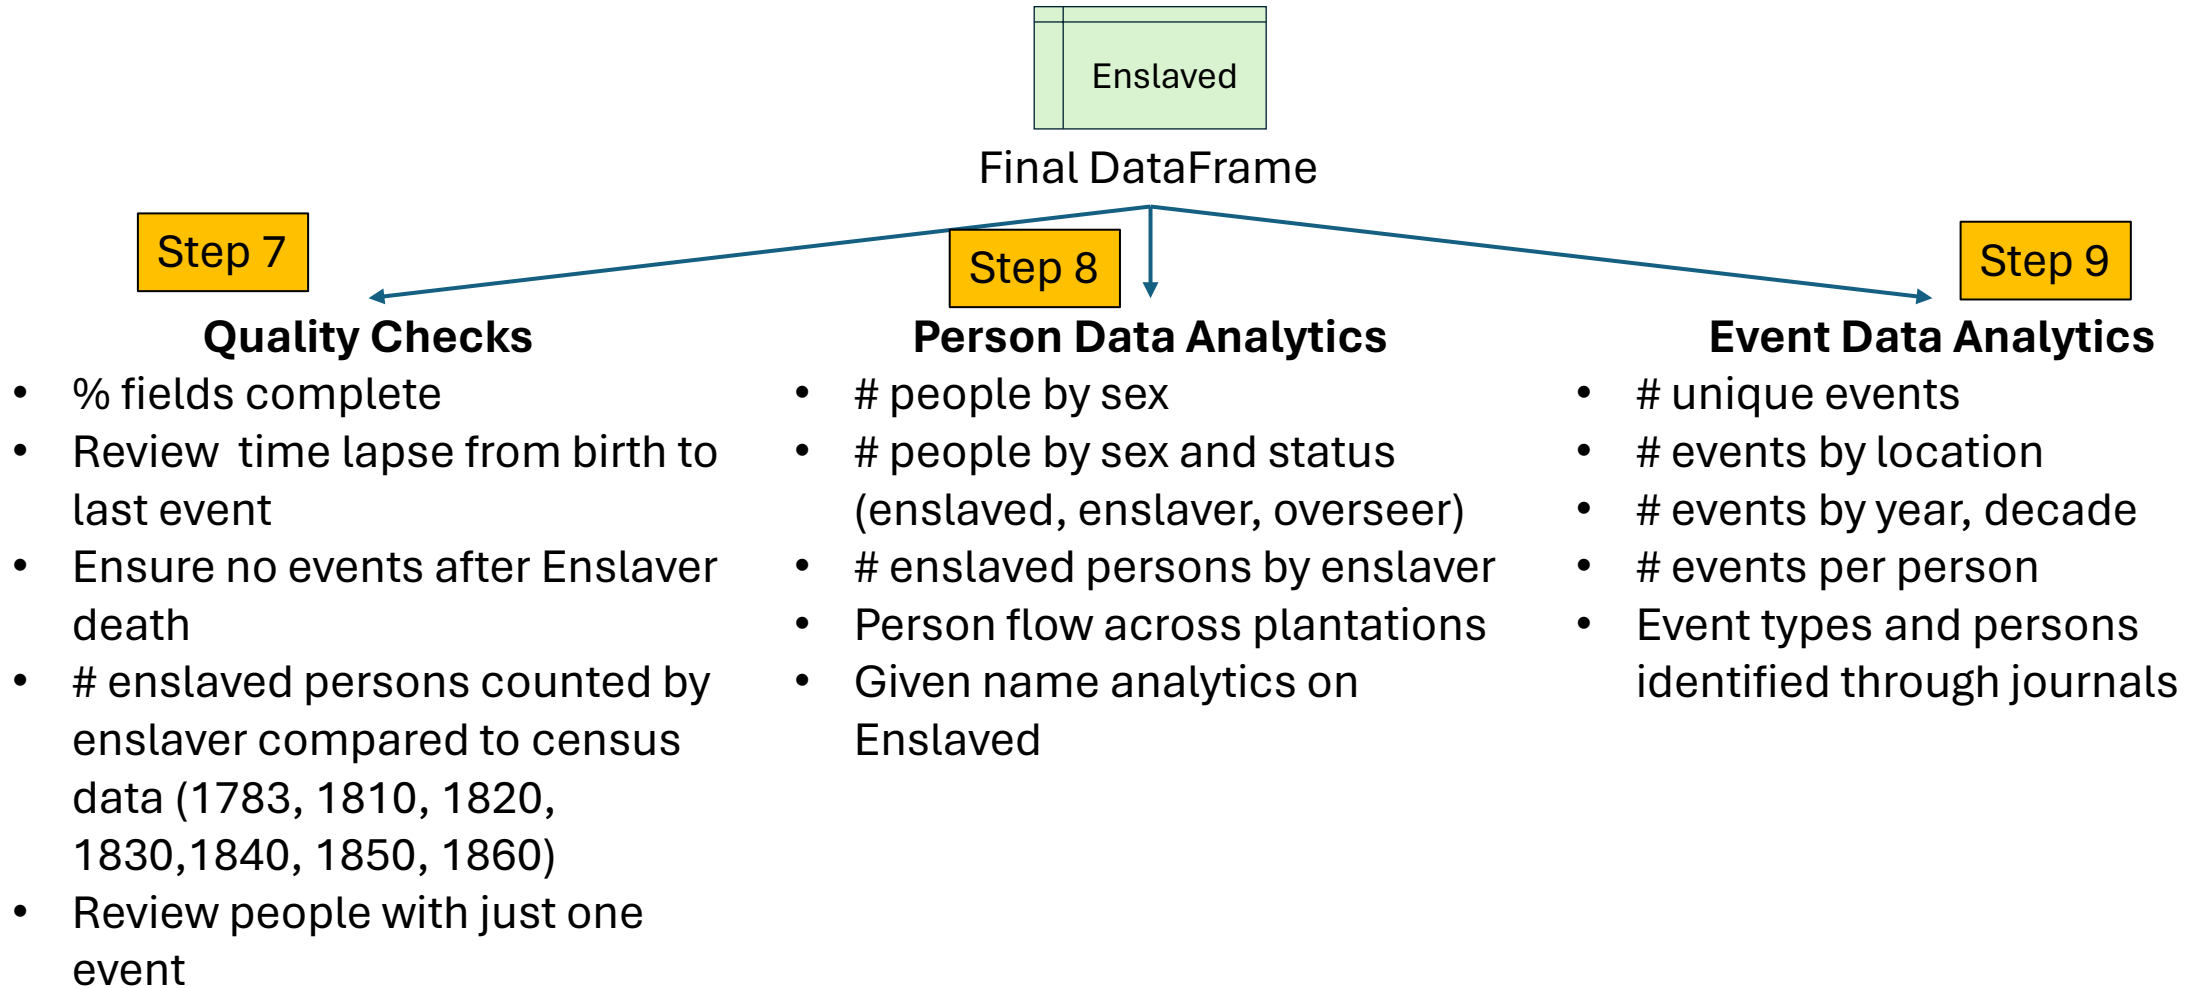 Enslaved
Final DataFrame
Step 7
Quality Checks
• % fields complete
• Review  time lapse from birth to
last event
• Ensure no events after Enslaver
death
• # enslaved persons counted by
enslaver compared to census
data (1783, 1810, 1820,
1830,1840, 1850, 1860)
• Review people with just one
event
Step 8
Person Data Analytics
• # people by sex
• # people by sex and status
(enslaved, enslaver, overseer)
• # enslaved persons by enslaver
• Person flow across plantations
• Given name analytics on
Enslaved
Step 9
Event Data Analytics
• # unique events
• # events by location
• # events by year, decade
• # events per person
• Event types and persons
identified through journals